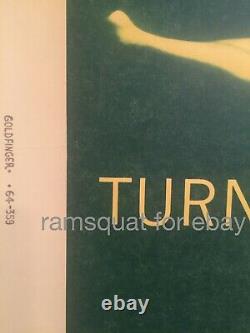 GOLDFINGER • • 64-359
TURN
ramsquat for ebay